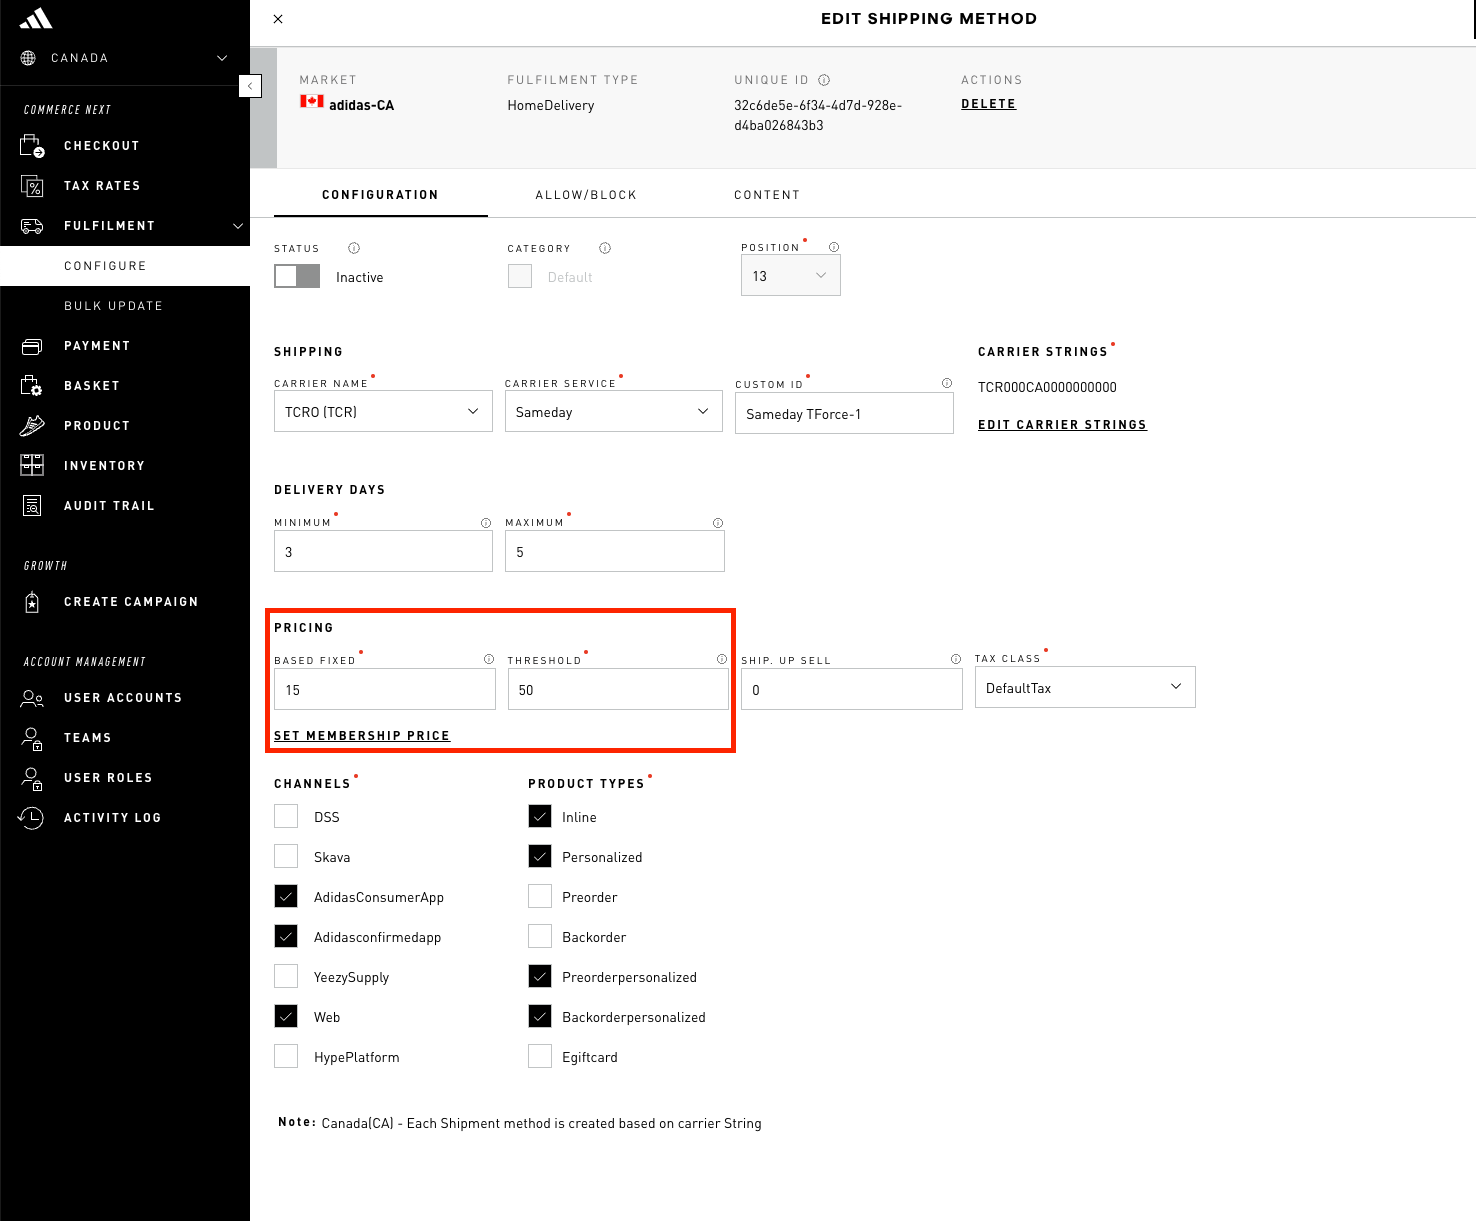 EDIT SHIPPING METHOD
CANADA
COMMERCE NEXT
CHECKOUT
TAX RATES
FULFILMENT
CONFIGURE
BULK UPDATE
PAYMENT
BASKET
PRODUCT
INVENTORY
AUDIT TRAIL
GROWTH
CREATE CAMPAIGN
ACCOUNT MANAGEMENT
USER ACCOUNTS
TEAMS
USER ROLES
ACTIVITY LOG
MARKET
adidas-CA
FULFILMENT TYPE
HomeDelivery
UNIQUE ID
32c6de5e-6f34-4d7d-928e-
d4ba026843b3
ACTIONS
DELETE
CONFIGURATION ALLOW/BLOCK CONTENT
STATUS
Inactive
CATEGORY
Default
POSITION
13
SHIPPING
CARRIER NAME
TCRO (TCR)
CARRIER SERVICE
Sameday
CUSTOM ID
Sameday TForce-1
CARRIER STRINGS
TCR000CA0000000000
EDIT CARRIER STRINGS
DELIVERY DAYS
MINIMUM
3
MAXIMUM
5
PRICING
BASED FIXED
15
THRESHOLD
50
SHIP. UP SELL
0
TAX CLASS
DefaultTax
SET MEMBERSHIP PRICE
CHANNELS
DSS
Skava
AdidasConsumerApp
Adidasconfirmedapp
YeezySupply
Web
HypePlatform
PRODUCT TYPES
Inline
Personalized
Preorder
Backorder
Preorderpersonalized
Backorderpersonalized
Egiftcard
Note: Canada(CA) - Each Shipment method is created based on carrier String